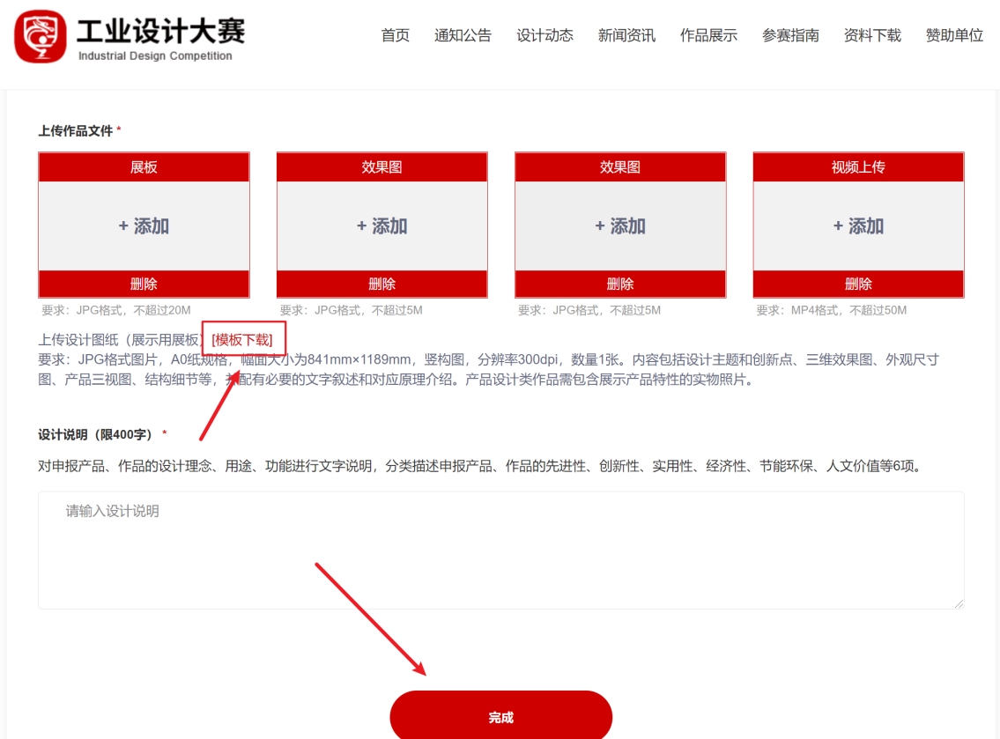 工业设计大赛
Industrial Design Competition
首页 通知公告 设计动态 新闻资讯 作品展示 参赛指南 资料下载 赞助单位
上传作品文件 *
展板 效果图 效果图 视频上传
+ 添加 + 添加 + 添加 + 添加
删除 删除 删除 删除
要求：JPG格式，不超过20M 要求：JPG格式，不超过5M 要求：JPG格式，不超过5M 要求：MP4格式，不超过50M
上传设计图纸（展示用展板） [模板下载]
要求：JPG格式图片，A0纸规格，幅面大小为841mm×1189mm，竖构图，分辨率300dpi，数量1张。内容包括设计主题和创新点、三维效果图、外观尺寸
图、产品三视图、结构细节等，并配有必要的文字叙述和对应原理介绍。产品设计类作品需包含展示产品特性的实物照片。
设计说明（限400字） *
对申报产品、作品的设计理念、用途、功能进行文字说明，分类描述申报产品、作品的先进性、创新性、实用性、经济性、节能环保、人文价值等6项。
请输入设计说明
完成